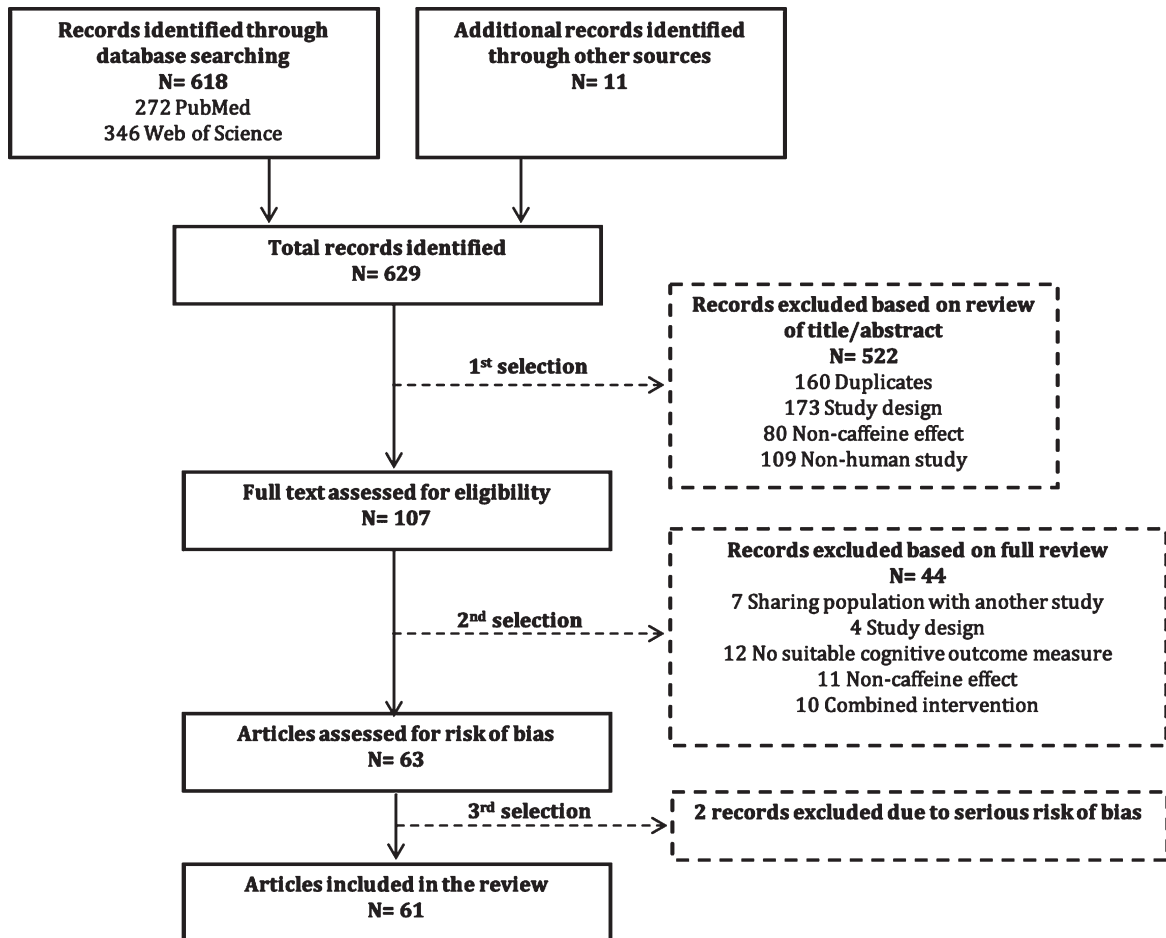 Records identified through
database searching
N= 618
272 PubMed
346 Web of Science
Additional records identified
through other sources
N= 11
Total records identified
N= 629
1st selection
Records excluded based on review
of title/abstract
N= 522
160 Duplicates
173 Study design
80 Non-caffeine effect
109 Non-human study
Full text assessed for eligibility
N= 107
2nd selection
Records excluded based on full review
N= 44
7 Sharing population with another study
4 Study design
12 No suitable cognitive outcome measure
11 Non-caffeine effect
10 Combined intervention
Articles assessed for risk of bias
N= 63
3rd selection
2 records excluded due to serious risk of bias
Articles included in the review
N= 61